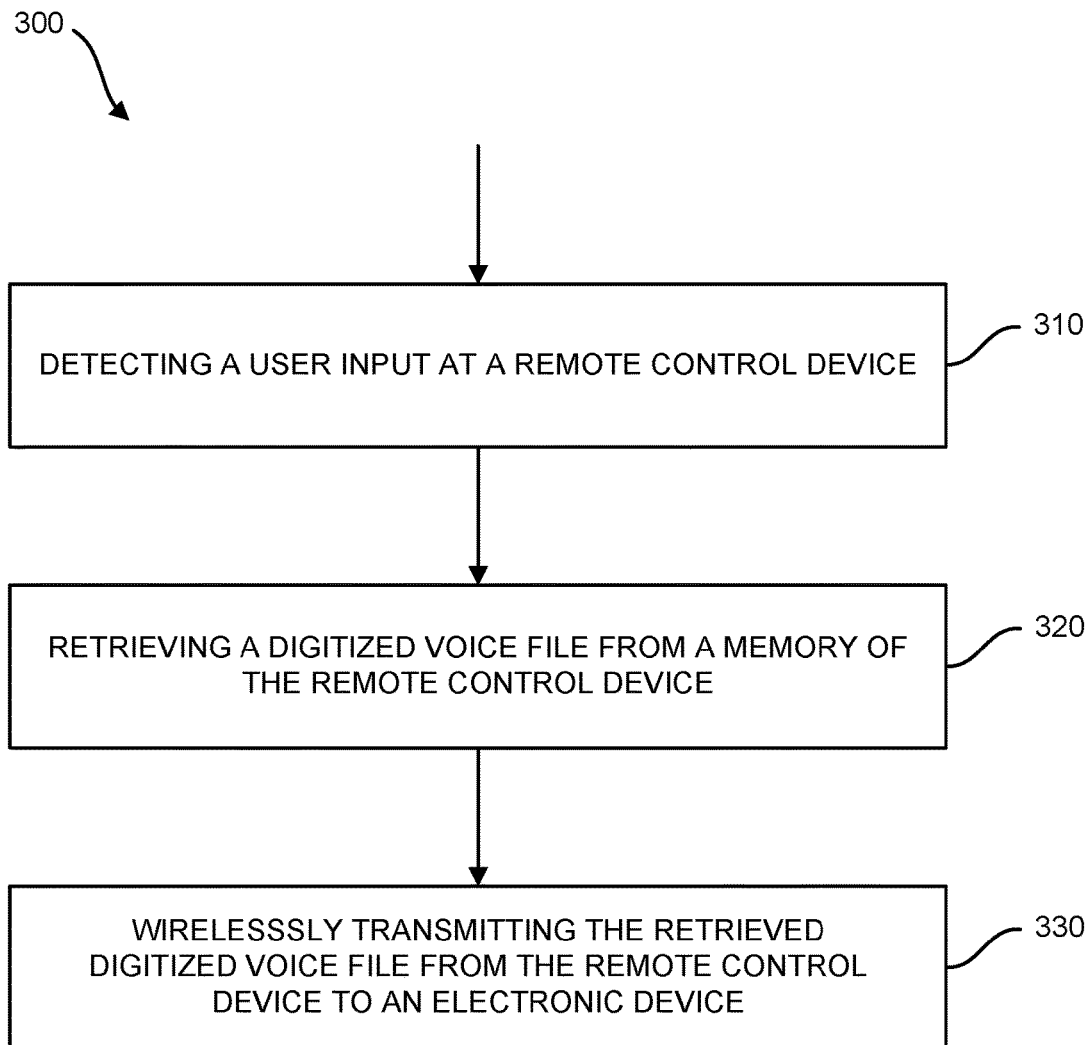 300
DETECTING A USER INPUT AT A REMOTE CONTROL DEVICE
310
RETRIEVING A DIGITIZED VOICE FILE FROM A MEMORY OF
THE REMOTE CONTROL DEVICE
320
WIRELESSSLY TRANSMITTING THE RETRIEVED
DIGITIZED VOICE FILE FROM THE REMOTE CONTROL
DEVICE TO AN ELECTRONIC DEVICE
330